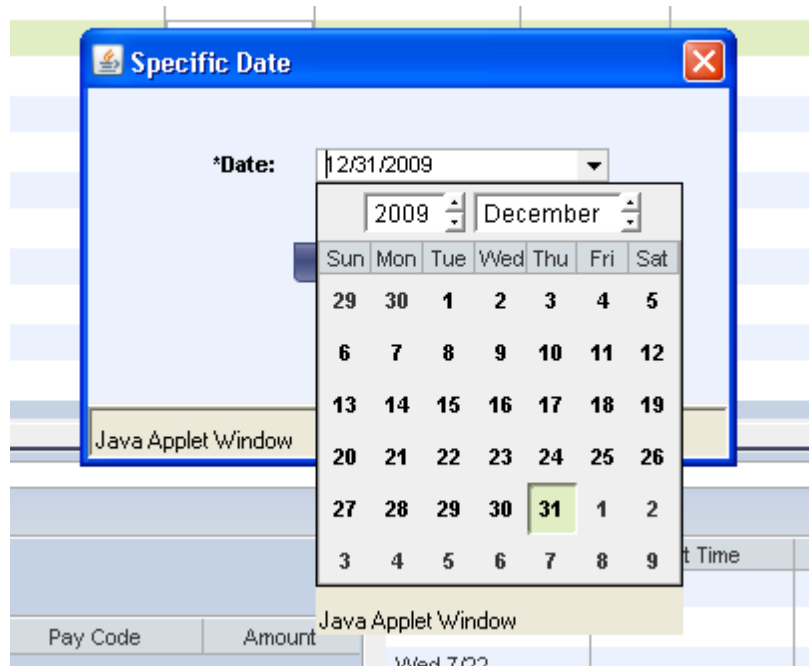 Specific Date
*Date: 12/31/2009
2009 December
Sun Mon Tue Wed Thu Fri Sat
29 30 1 2 3 4 5
6 7 8 9 10 11 12
13 14 15 16 17 18 19
20 21 22 23 24 25 26
27 28 29 30 31 1 2
3 4 5 6 7 8 9
Java Applet Window
t Time
Java Applet Window
Pay Code Amount
Wed 7/22